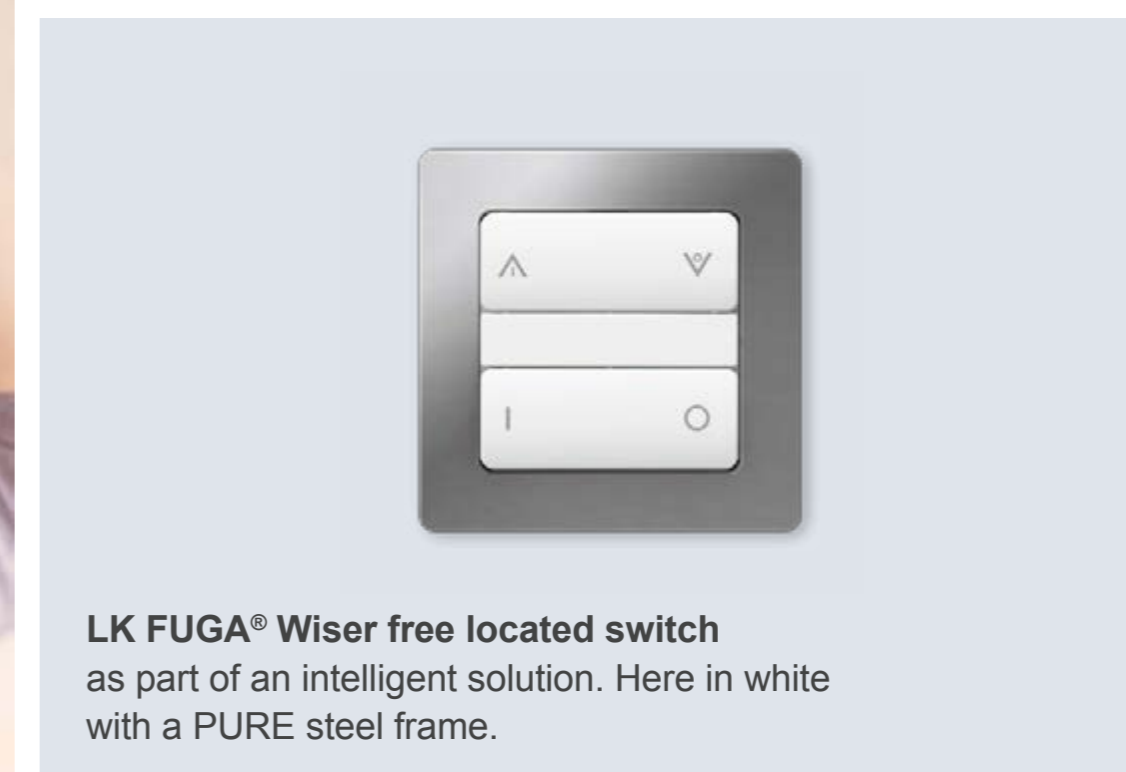 LK FUGA® Wiser free located switch
as part of an intelligent solution. Here in white
with a PURE steel frame.